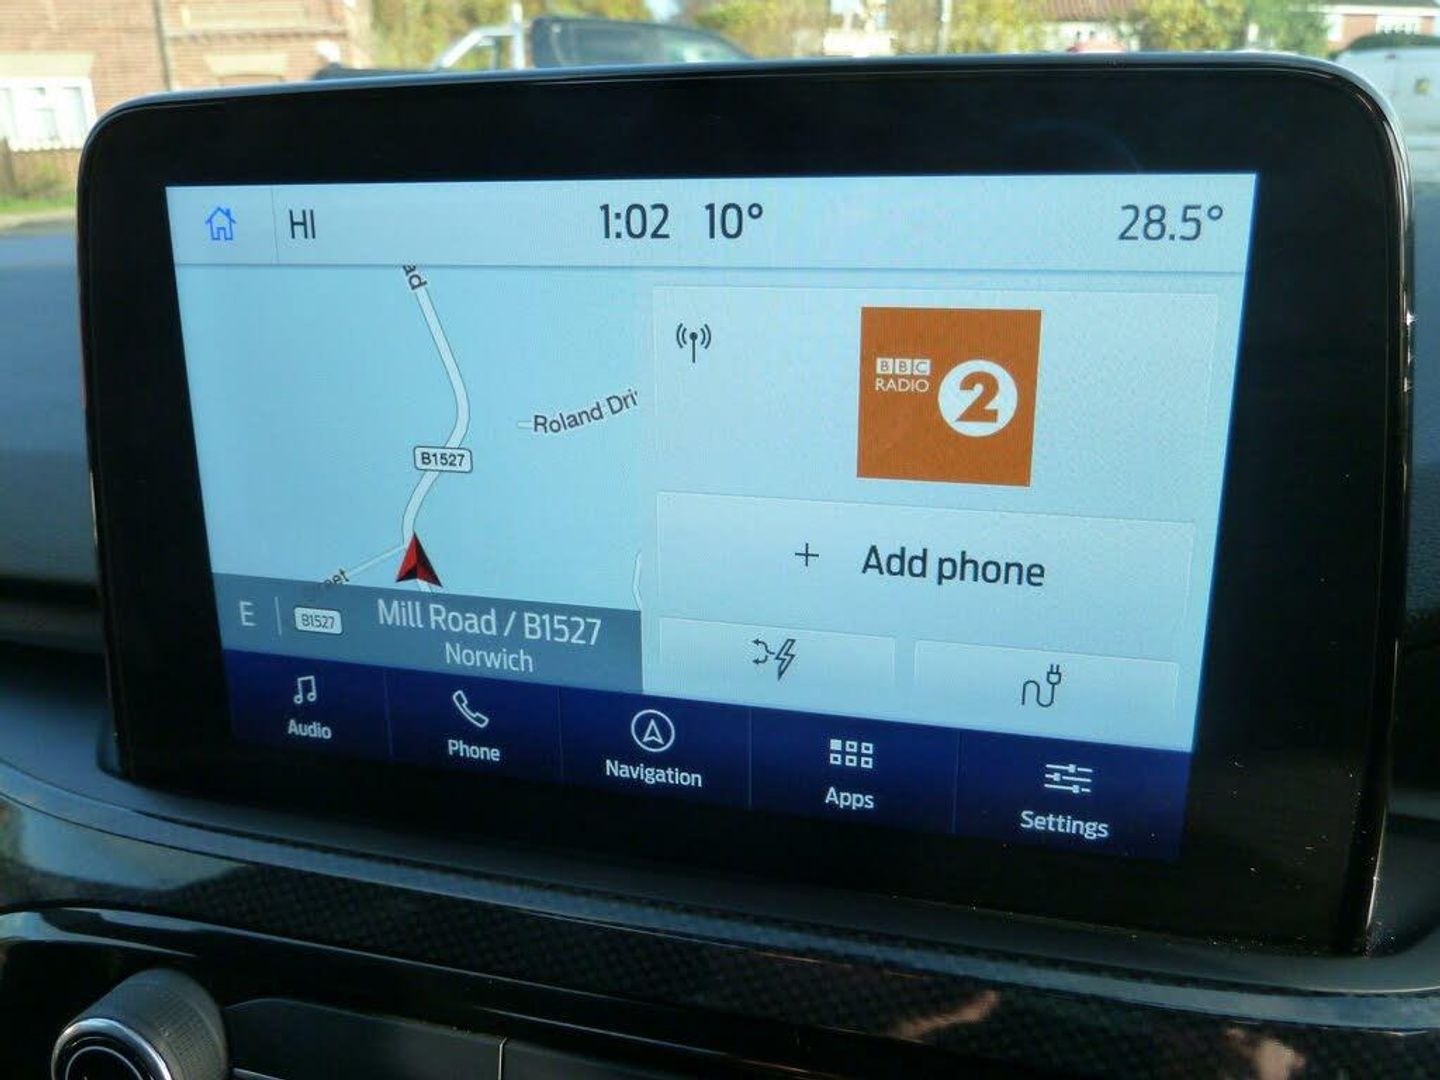 HI
1:02 10°
28.5°
Roland Dri
B1527
BBC
RADIO
2
+ Add phone
E
B1527
Mill Road / B1527
Norwich
Audio
Phone
Navigation
Apps
Settings